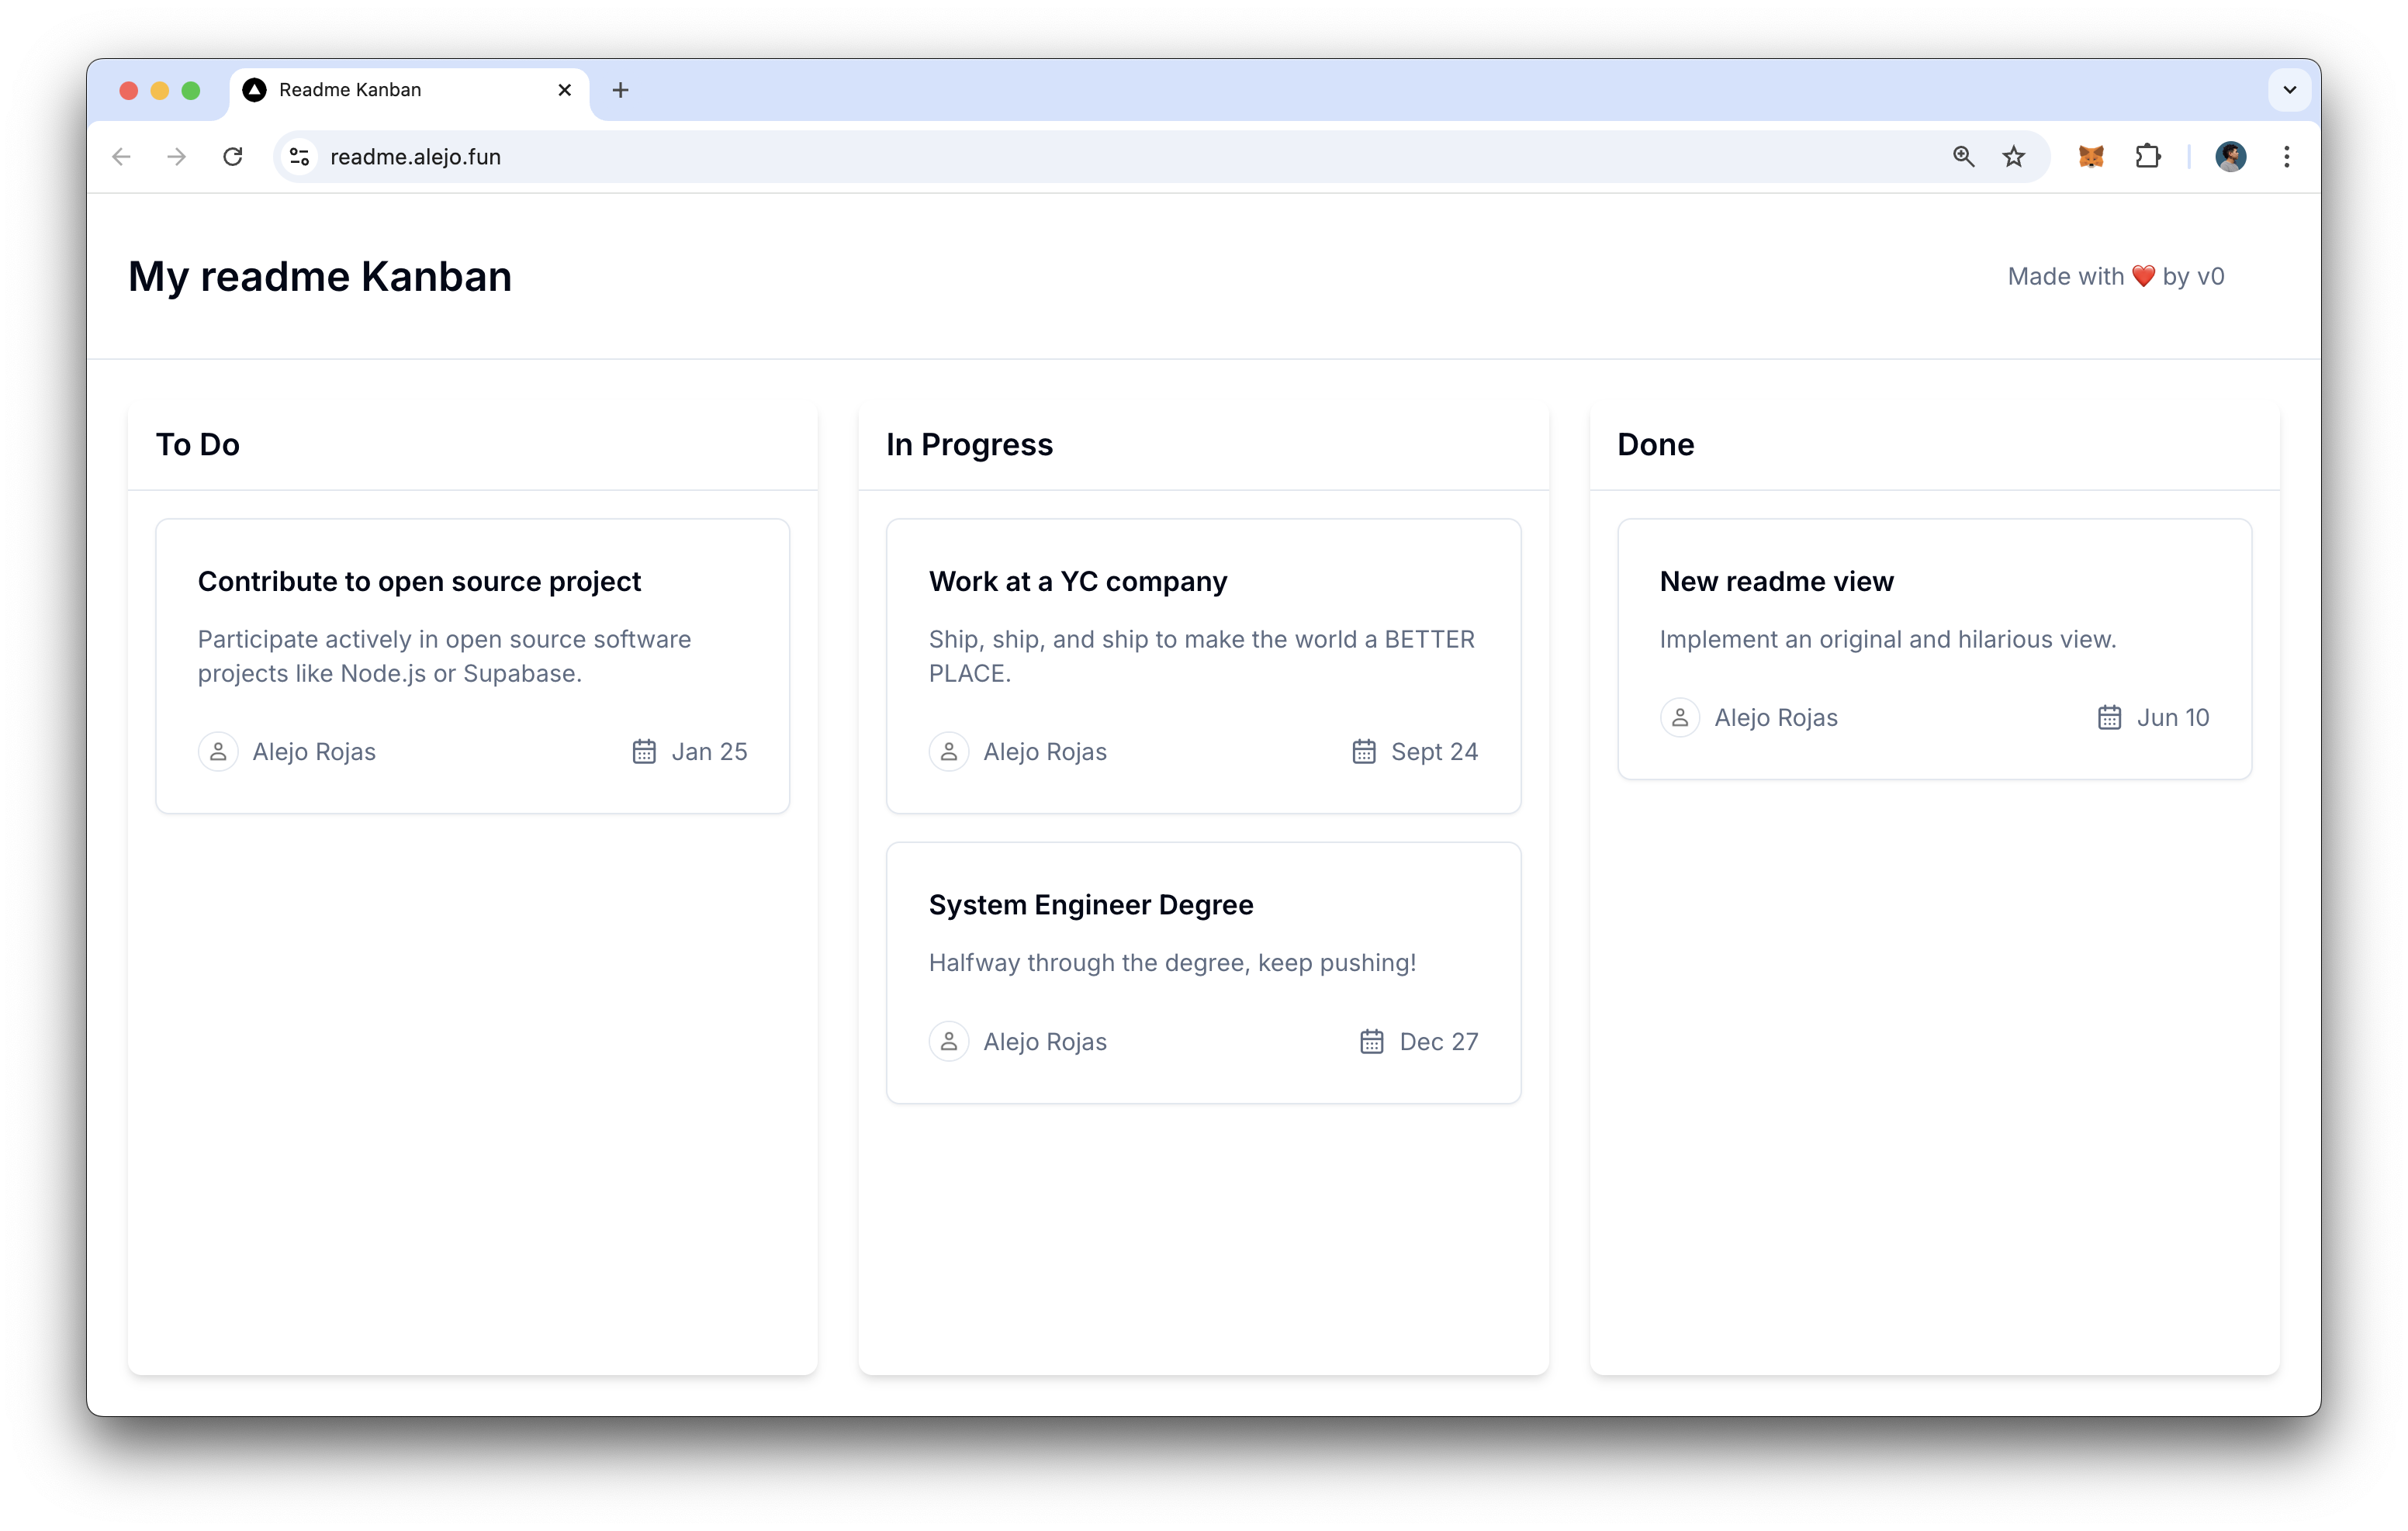 Readme Kanban
readme.alejo.fun
My readme Kanban
Made with ❤️ by v0
To Do
Contribute to open source project
Participate actively in open source software
projects like Node.js or Supabase.
Alejo Rojas
Jan 25
In Progress
Work at a YC company
Ship, ship, and ship to make the world a BETTER
PLACE.
Alejo Rojas
Sept 24
System Engineer Degree
Halfway through the degree, keep pushing!
Alejo Rojas
Dec 27
Done
New readme view
Implement an original and hilarious view.
Alejo Rojas
Jun 10